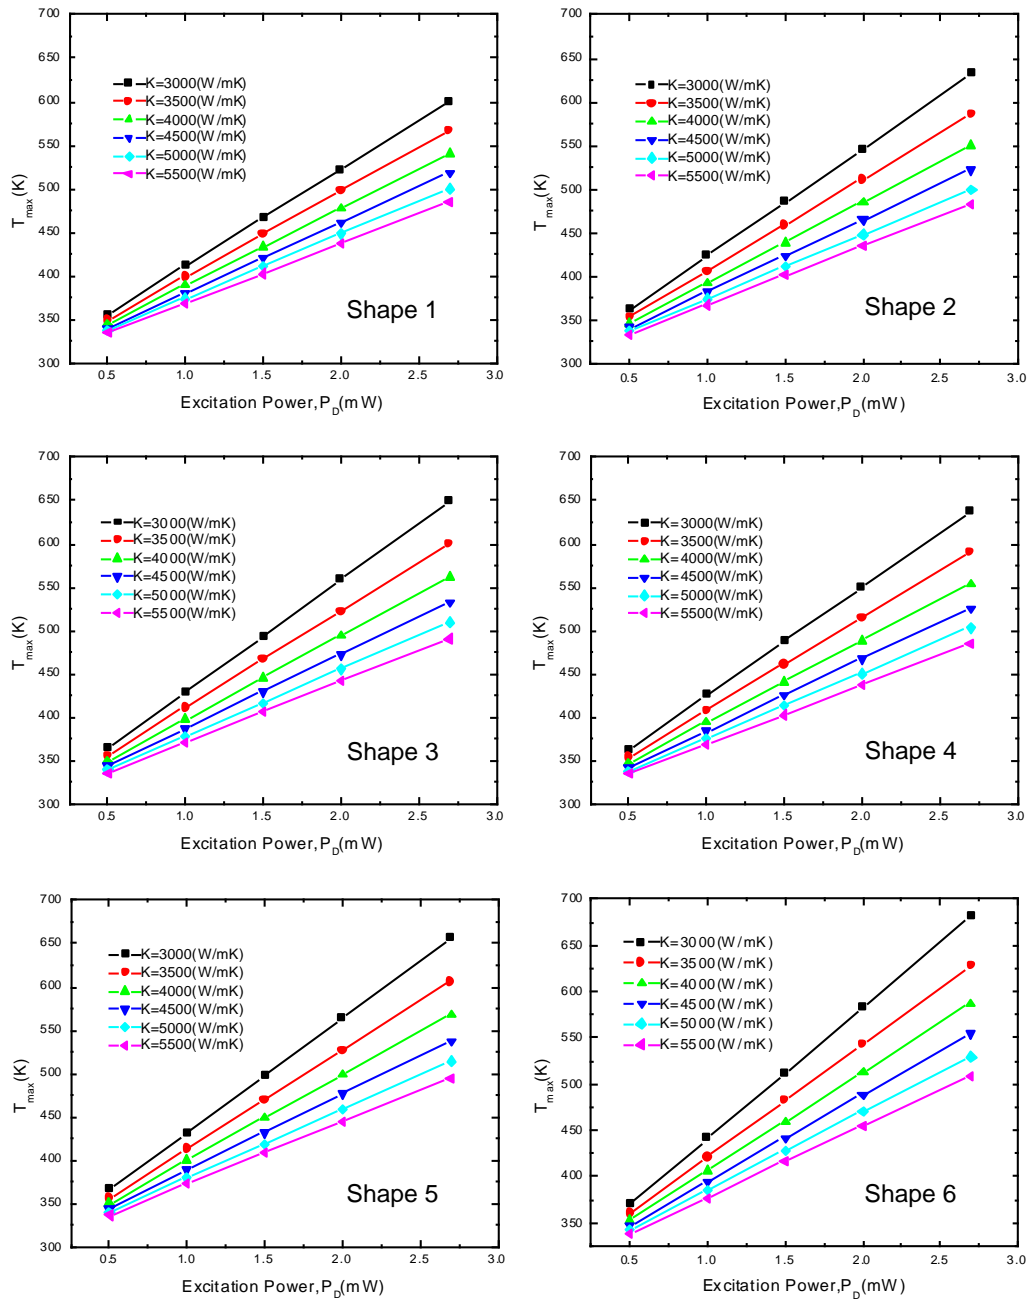 700
650
600
550
500
450
400
350
300
T_max(K)
K=3000(W/mK)
K=3500(W/mK)
K=4000(W/mK)
K=4500(W/mK)
K=5000(W/mK)
K=5500(W/mK)
Shape 1
0.5 1.0 1.5 2.0 2.5 3.0
Excitation Power,P_D(mW)
700
650
600
550
500
450
400
350
300
T_max(K)
K=3000(W/mK)
K=3500(W/mK)
K=4000(W/mK)
K=4500(W/mK)
K=5000(W/mK)
K=5500(W/mK)
Shape 2
0.5 1.0 1.5 2.0 2.5 3.0
Excitation Power,P_D(mW)
700
650
600
550
500
450
400
350
300
T_max(K)
K=3000(W/mK)
K=3500(W/mK)
K=4000(W/mK)
K=4500(W/mK)
K=5000(W/mK)
K=5500(W/mK)
Shape 3
0.5 1.0 1.5 2.0 2.5 3.0
Excitation Power,P_D(mW)
700
650
600
550
500
450
400
350
300
T_max(K)
K=3000(W/mK)
K=3500(W/mK)
K=4000(W/mK)
K=4500(W/mK)
K=5000(W/mK)
K=5500(W/mK)
Shape 4
0.5 1.0 1.5 2.0 2.5 3.0
Excitation Power,P_D(mW)
700
650
600
550
500
450
400
350
300
T_max(K)
K=3000(W/mK)
K=3500(W/mK)
K=4000(W/mK)
K=4500(W/mK)
K=5000(W/mK)
K=5500(W/mK)
Shape 5
0.5 1.0 1.5 2.0 2.5 3.0
Excitation Power,P_D(mW)
700
650
600
550
500
450
400
350
T_max(K)
K=3000(W/mK)
K=3500(W/mK)
K=4000(W/mK)
K=4500(W/mK)
K=5000(W/mK)
K=5500(W/mK)
Shape 6
0.5 1.0 1.5 2.0 2.5 3.0
Excitation Power,P_D(mW)